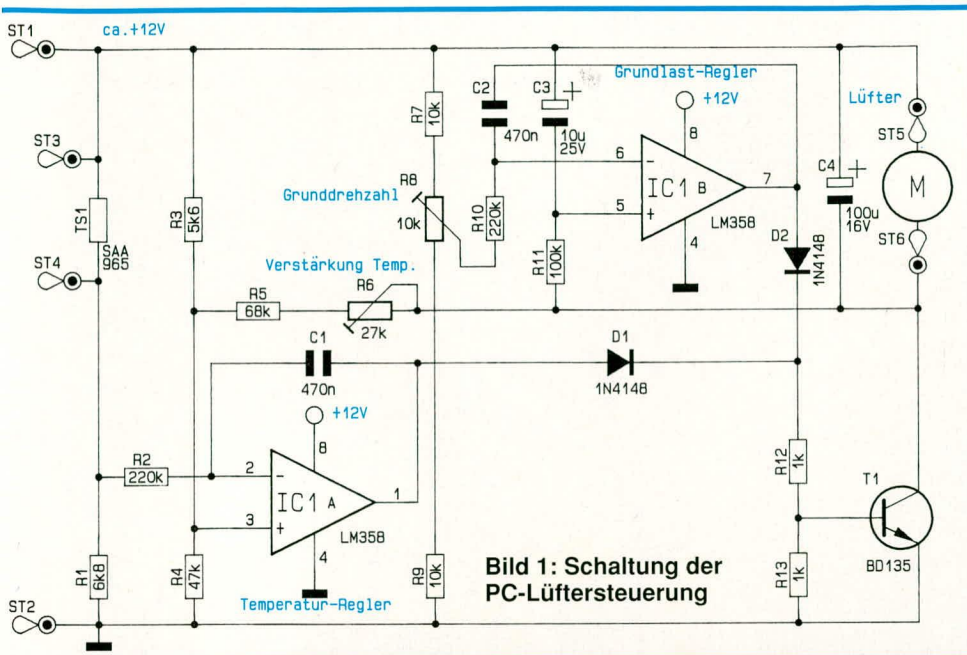 ST1
ca.+12V
ST3
TS1
SAA
965
ST4
R3
5k6
R7
10k
Grunddrehzahl
R8
10k
Verstärkung Temp.
R5
68k
R6
27k
C1
470n
+12V
R2
220k
2
3
8
IC1 A
1
4
LM358
R1
6k8
R4
47k
Temperatur-Regler
R9
10k
ST2
C2
470n
C3
+
10u
25V
R10
220k
R11
100k
Grundlast-Regler
+12V
8
6
5
IC1 B
7
4
LM358
D2
1N4148
D1
1N4148
C4
+
100u
16V
Lüfter
ST5
M
ST6
R12
1k
R13
1k
T1
BD135
Bild 1: Schaltung der
PC-Lüftersteuerung